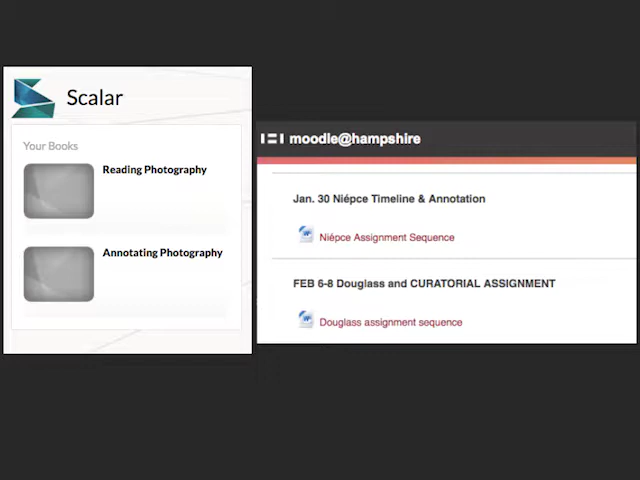 Scalar
Your Books
Reading Photography
Annotating Photography
moodle@hampshire
Jan. 30 Niépce Timeline & Annotation
Niépce Assignment Sequence
FEB 6-8 Douglass and CURATORIAL ASSIGNMENT
Douglass assignment sequence